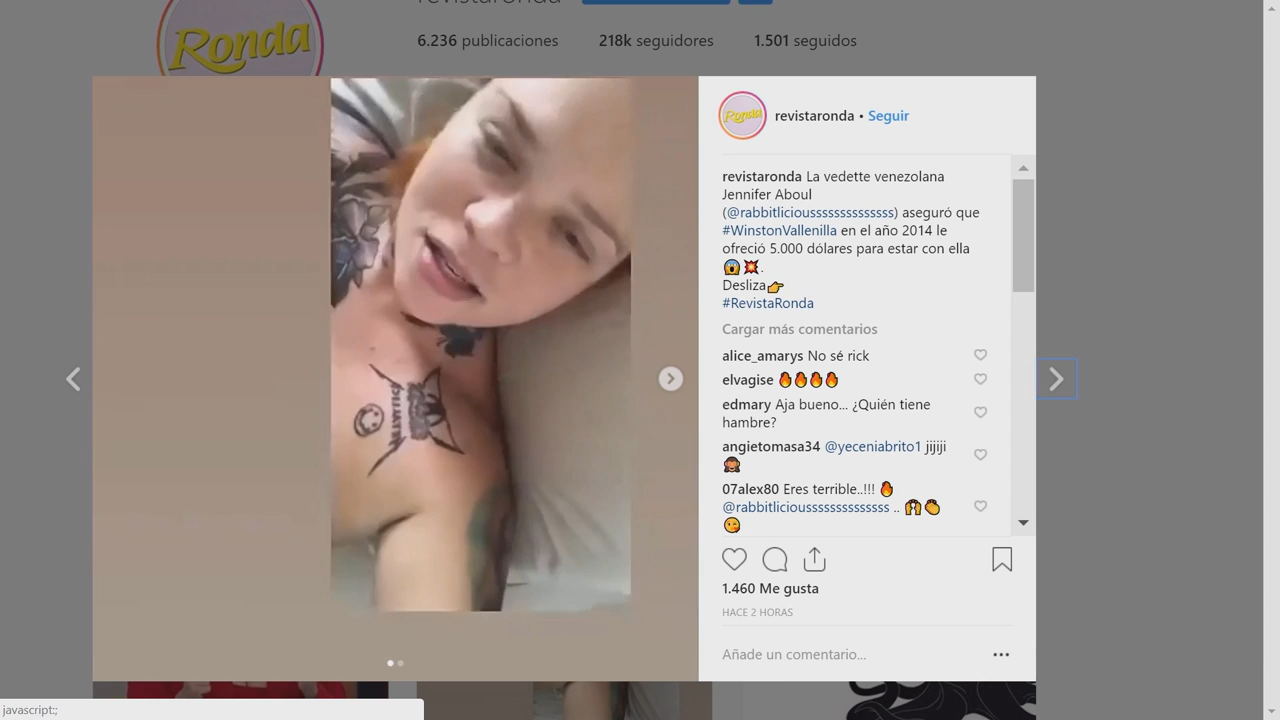 revistaronda
Ronda
6.236 publicaciones 218k seguidores 1.501 seguidos
Ronda
revistaronda • Seguir
revistaronda La vedette venezolana
Jennifer Aboul
(@rabbitliciousssssssssssssss) aseguró que
#WinstonVallenilla en el año 2014 le
ofreció 5.000 dólares para estar con ella
😱💥.
Desliza👉
#RevistaRonda
Cargar más comentarios
alice_amarys No sé rick
elvagise 🔥🔥🔥🔥
edmary Aja bueno... ¿Quién tiene
hambre?
angietomasa34 @yeceniabrito1 jijiji
🙊
07alex80 Eres terrible..!!! 🔥
@rabbitliciousssssssssssssss .. 🙌👏
😘
1.460 Me gusta
HACE 2 HORAS
Añade un comentario...
javascript:;